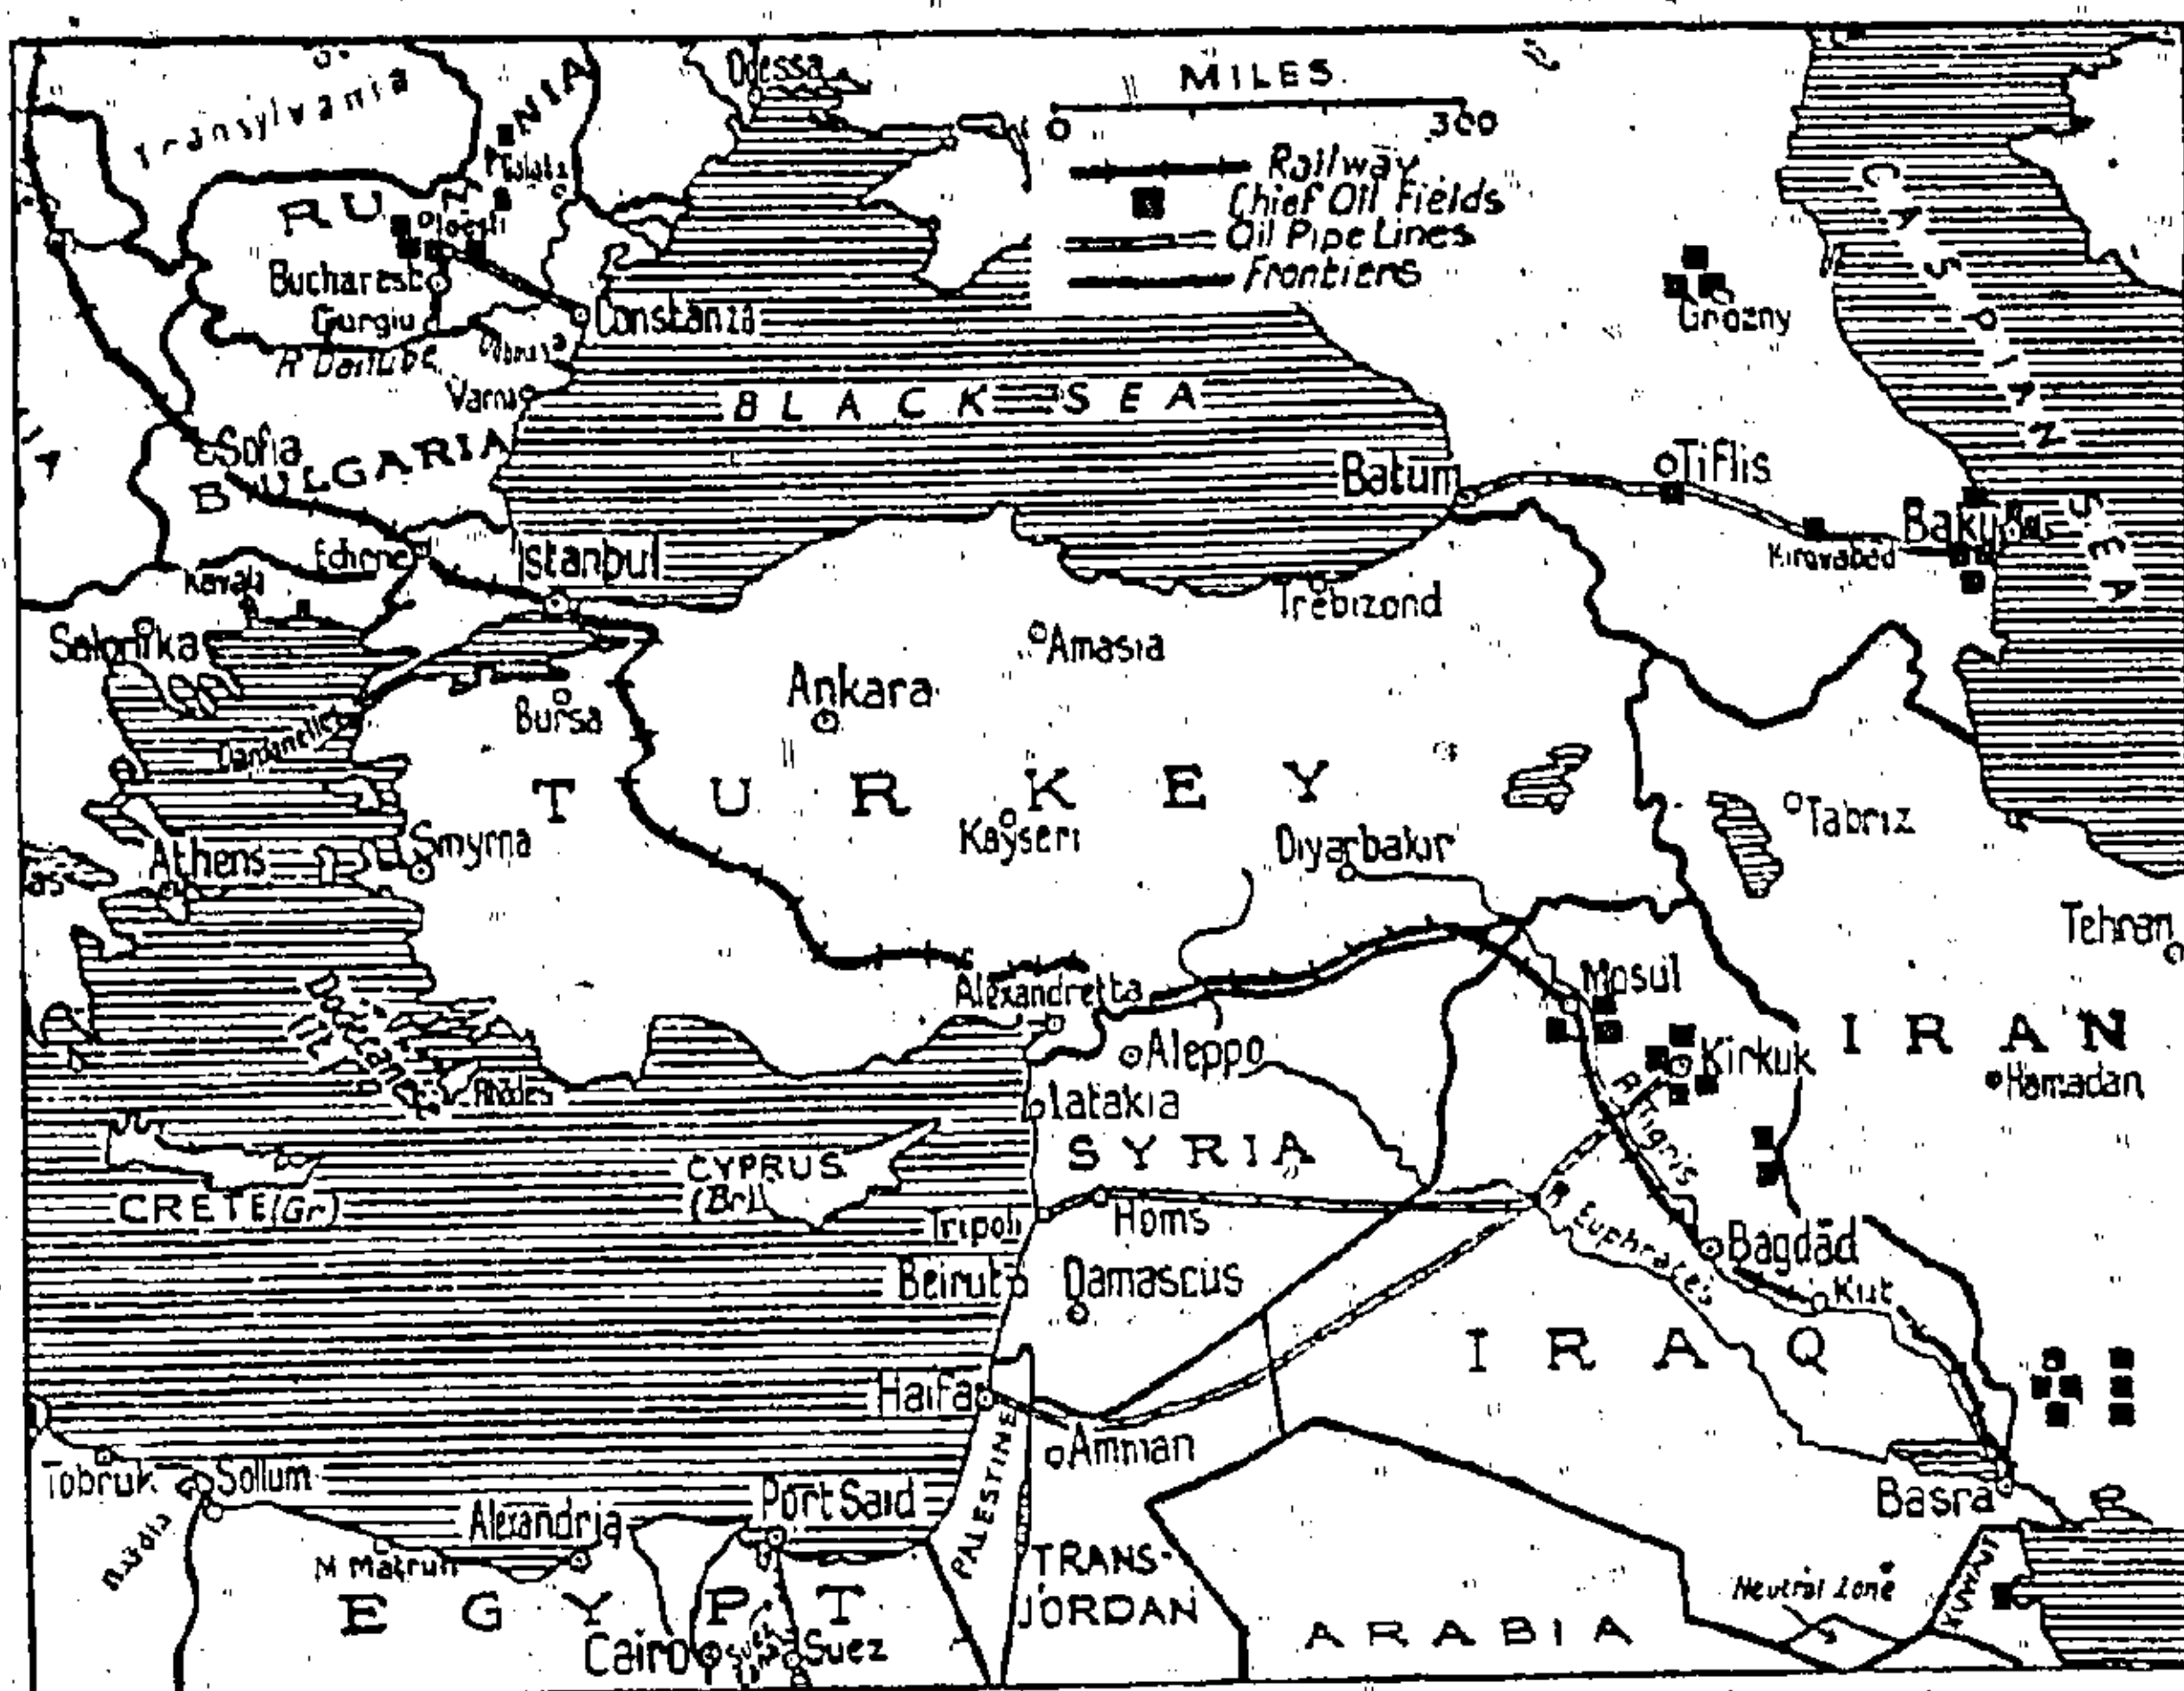 Transylvania
Odessa
MILES
0 300
Railway
Chief Oil Fields
Oil Pipe Lines
Frontiers
RU NIA
Galatz
Ploesti
Bucharest
Giurgiu
Constanza
R Danube
Varna
BLACK SEA
CASPIAN SEA
Grozny
Sofia
BULGARIA
Batum
Tiflis
Baku
Kirovabad
Edirne
Istanbul
Kavala
Trebizond
Salonika
Amasia
Ankara
Bursa
Dardanelles
TURKEY
Kayseri
Tabriz
Smyrna
Athens
Diyarbakir
Tehran
Alexandretta
Mosul
IRAN
Aleppo
Kirkuk
Hamadan
Rhodes
Latakia
R Tigris
SYRIA
CYPRUS
(Br)
CRETE (Gr)
Tripoli
Homs
R Euphrates
Bagdad
Beirut
Damascus
Kut
IRAQ
Haifa
Amman
PALESTINE
Tobruk
Sollum
Port Said
Alexandria
Basra
M Matruh
TRANS-
JORDAN
Neutral Zone
KUWAIT
EGYPT
Cairo
Suez
ARABIA